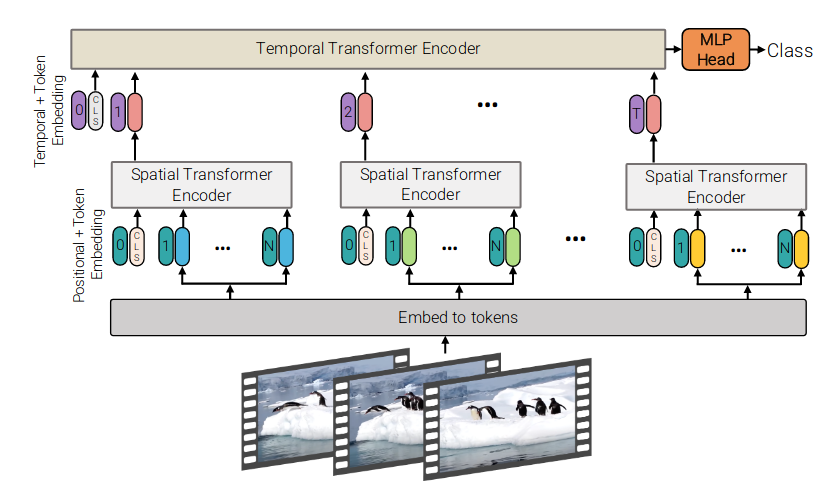 Temporal Transformer Encoder
MLP
Head
Class
Temporal + Token
Embedding
0
CLS
1
2
...
T
Spatial Transformer
Encoder
Spatial Transformer
Encoder
Spatial Transformer
Encoder
Positional + Token
Embedding
0
CLS
1
...
N
0
CLS
1
...
N
...
0
CLS
1
...
N
Embed to tokens